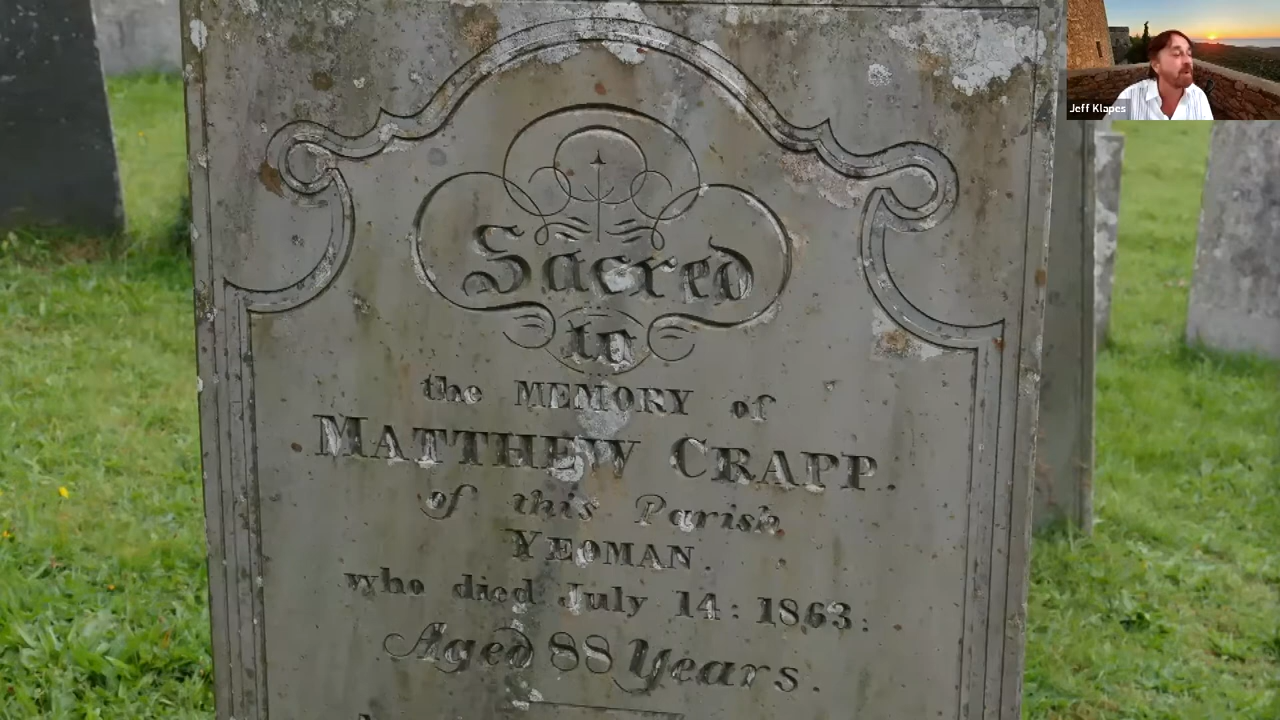 Jeff Klapes
Sacred
to
the MEMORY of
MATTHEW CRAPP.
of this Parish
YEOMAN.
who died July 14: 1863:
Aged 88 Years.